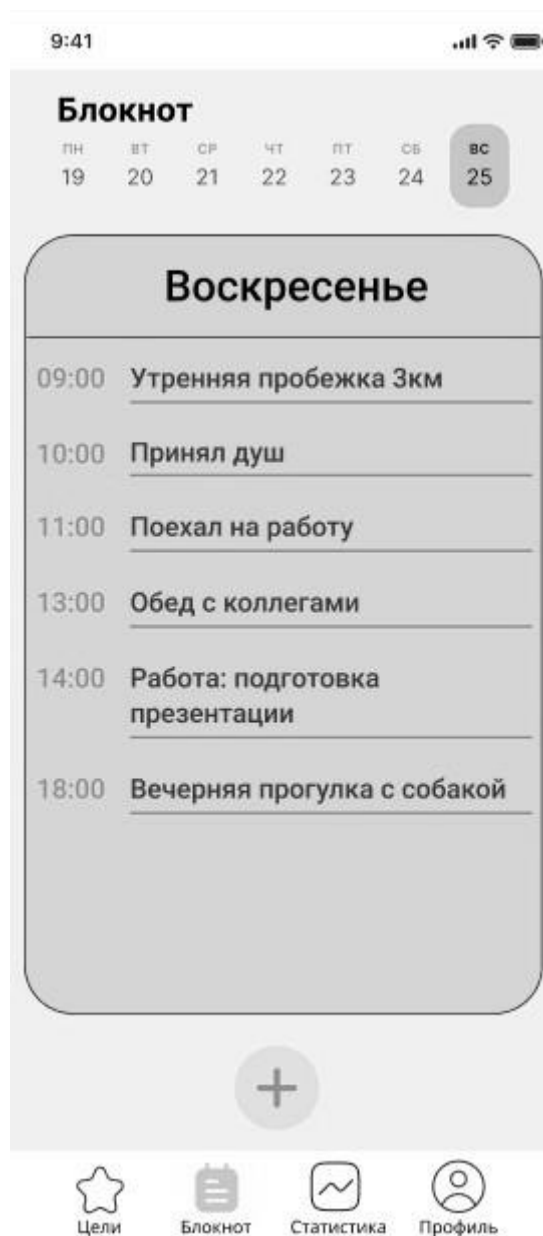 9:41
Блокнот
ПН ВТ СР ЧТ ПТ СБ ВС
19 20 21 22 23 24 25
Воскресенье
09:00 Утренняя пробежка 3км
10:00 Принял душ
11:00 Поехал на работу
13:00 Обед с коллегами
14:00 Работа: подготовка
презентации
18:00 Вечерняя прогулка с собакой
Цели Блокнот Статистика Профиль